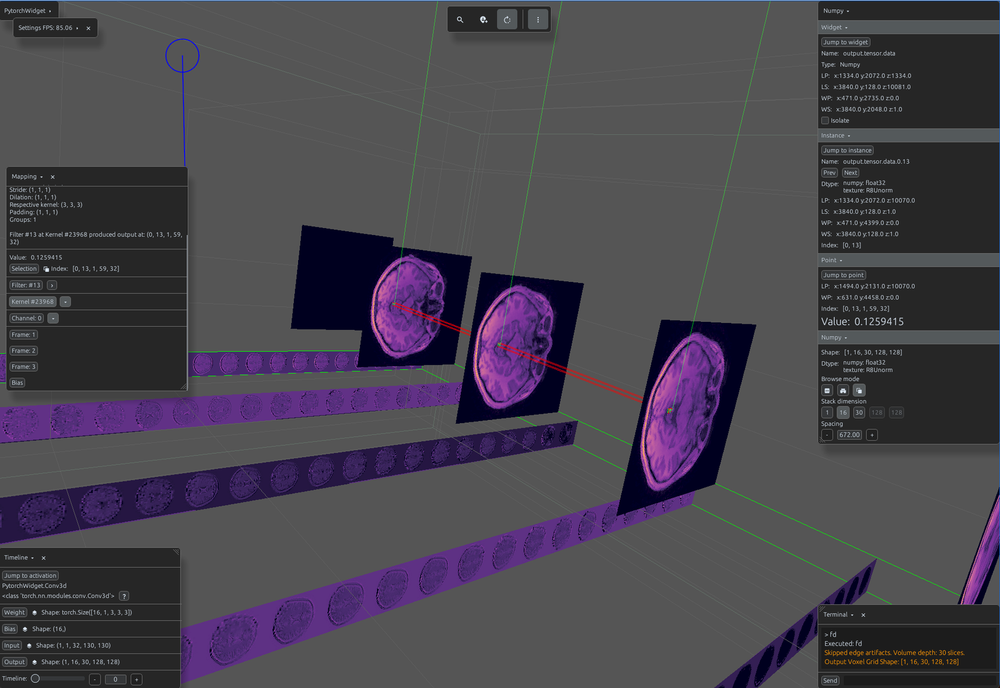 PytorchWidget
Settings FPS: 85.06
Mapping
Stride: (1, 1, 1)
Dilation: (1, 1, 1)
Respective kernel: (3, 3, 3)
Padding: (1, 1, 1)
Groups: 1
Filter #13 at Kernel #23968 produced output at: (0, 13, 1, 59,
32)
Value: 0.1259415
Selection Index: [0, 13, 1, 59, 32]
Filter: #13
Kernel #23968
Channel: 0
Frame: 1
Frame: 2
Frame: 3
Bias
Timeline
Jump to activation
PytorchWidget.Conv3d
<class 'torch.nn.modules.conv.Conv3d'> ?
Weight Shape: torch.Size([16, 1, 3, 3, 3])
Bias Shape: (16,)
Input Shape: (1, 1, 32, 130, 130)
Output Shape: (1, 16, 30, 128, 128)
Timeline: - 0 +
Numpy
Widget
Jump to widget
Name: output.tensor.data
Type: Numpy
LP: x:1334.0 y:2072.0 z:1334.0
LS: x:3840.0 y:128.0 z:10081.0
WP: x:471.0 y:2735.0 z:0.0
WS: x:3840.0 y:2048.0 z:1.0
Isolate
Instance
Jump to instance
Name: output.tensor.data.0.13
Prev Next
Dtype: numpy: float32
texture: R8Unorm
LP: x:1334.0 y:2072.0 z:10070.0
LS: x:3840.0 y:128.0 z:1.0
WP: x:471.0 y:4399.0 z:0.0
WS: x:3840.0 y:128.0 z:1.0
Index: [0, 13]
Point
Jump to point
LP: x:1494.0 y:2131.0 z:10070.0
WP: x:631.0 y:4458.0 z:0.0
Index: [0, 13, 1, 59, 32]
Value: 0.1259415
Numpy
Shape: [1, 16, 30, 128, 128]
Dtype: numpy: float32
texture: R8Unorm
Browse mode
Stack dimension
1 16 30 128 128
Spacing
- 672.00 +
Terminal
> fd
Executed: fd
Skipped edge artifacts. Volume depth: 30 slices.
Output Voxel Grid Shape: [1, 16, 30, 128, 128]
Send